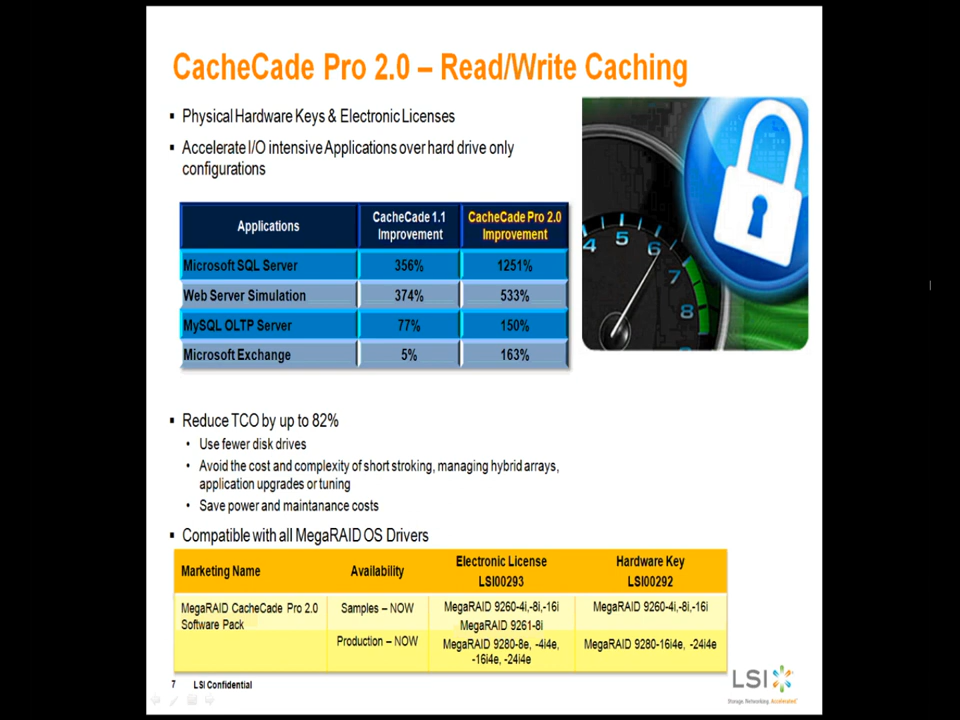 CacheCade Pro 2.0 – Read/Write Caching
▪ Physical Hardware Keys & Electronic Licenses
▪ Accelerate I/O intensive Applications over hard drive only
configurations
Applications CacheCade 1.1 Improvement CacheCade Pro 2.0 Improvement
Microsoft SQL Server 356% 1251%
Web Server Simulation 374% 533%
MySQL OLTP Server 77% 150%
Microsoft Exchange 5% 163%
4 5 6 7 8
▪ Reduce TCO by up to 82%
• Use fewer disk drives
• Avoid the cost and complexity of short stroking, managing hybrid arrays,
application upgrades or tuning
• Save power and maintanance costs
▪ Compatible with all MegaRAID OS Drivers
Marketing Name Availability Electronic License LSI00293 Hardware Key LSI00292
MegaRAID CacheCade Pro 2.0 Software Pack Samples – NOW MegaRAID 9260-4i,-8i,-16i MegaRAID 9261-8i MegaRAID 9260-4i,-8i,-16i
Production – NOW MegaRAID 9280-8e, -4i4e, -16i4e, -24i4e MegaRAID 9280-16i4e, -24i4e
7 LSI Confidential
LSI
Storage. Networking. Accelerated.